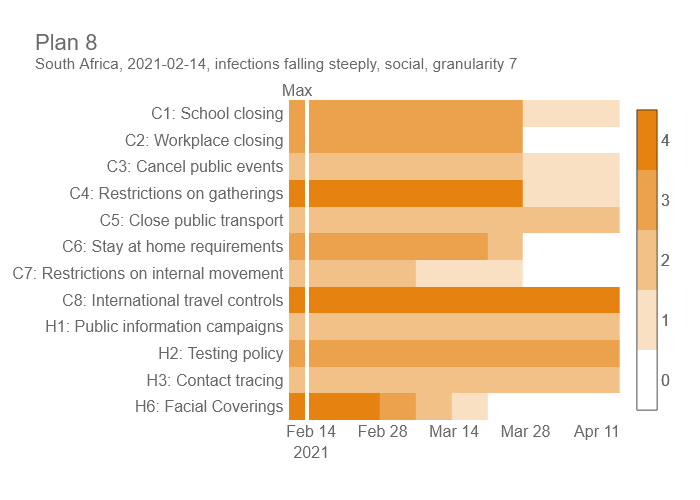 Plan 8
South Africa, 2021-02-14, infections falling steeply, social, granularity 7
Max
C1: School closing
C2: Workplace closing
C3: Cancel public events
C4: Restrictions on gatherings
C5: Close public transport
C6: Stay at home requirements
C7: Restrictions on internal movement
C8: International travel controls
H1: Public information campaigns
H2: Testing policy
H3: Contact tracing
H6: Facial Coverings
Feb 14 Feb 28 Mar 14 Mar 28 Apr 11
2021
4
3
2
1
0